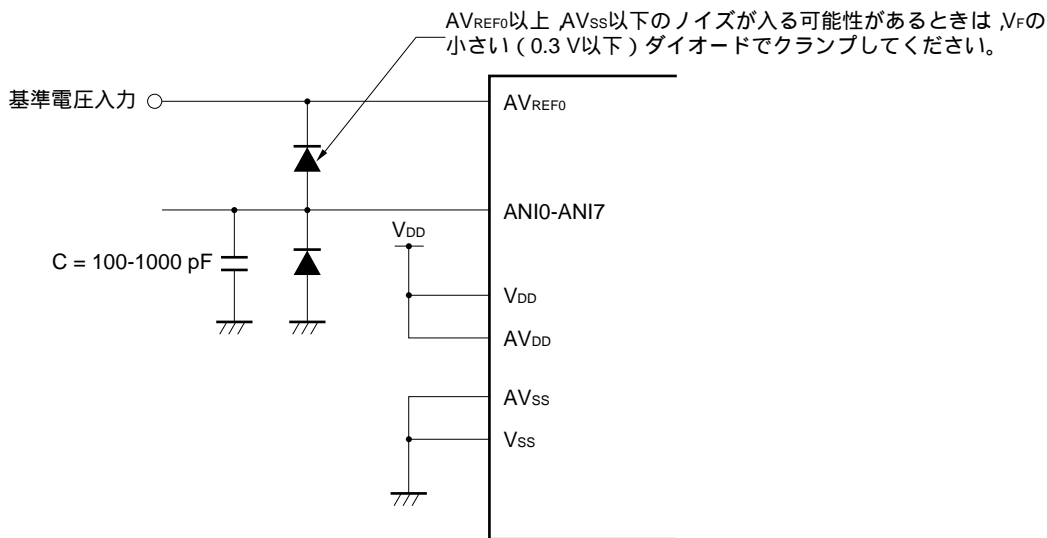 AVREF0以上,AVSS以下のノイズが入る可能性があるときは,VFの
小さい(0.3 V以下)ダイオードでクランプしてください。
基準電圧入力
AVREF0
ANI0-ANI7
VDD
C = 100-1000 pF
VDD
AVDD
AVSS
VSS